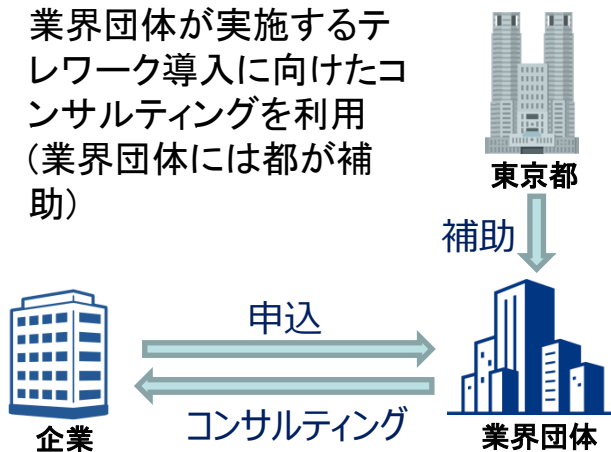 業界団体が実施するテ
レワーク導入に向けたコ
ンサルティングを利用
(業界団体には都が補
助)
東京都
補助
申込
コンサルティング
企業
業界団体